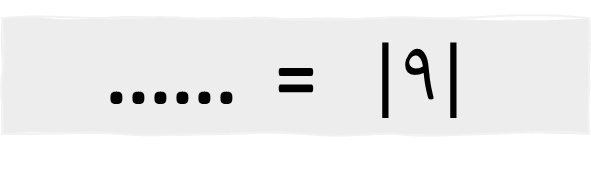 |٩| = ......